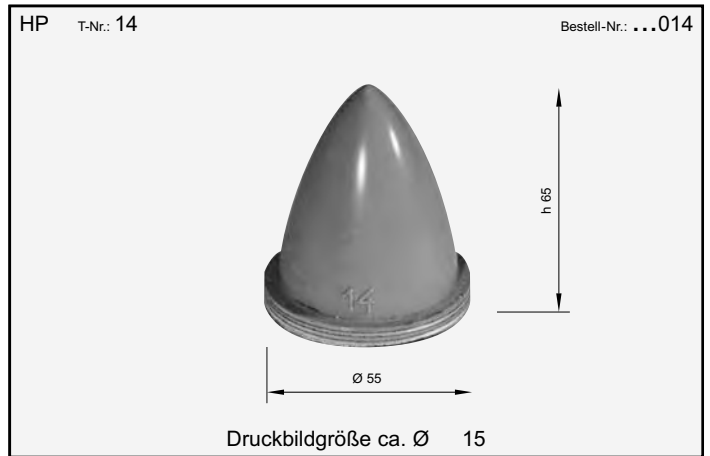 HP T-Nr.: 14 Bestell-Nr.: ...014
h 65
14
Ø 55
Druckbildgröße ca. Ø 15